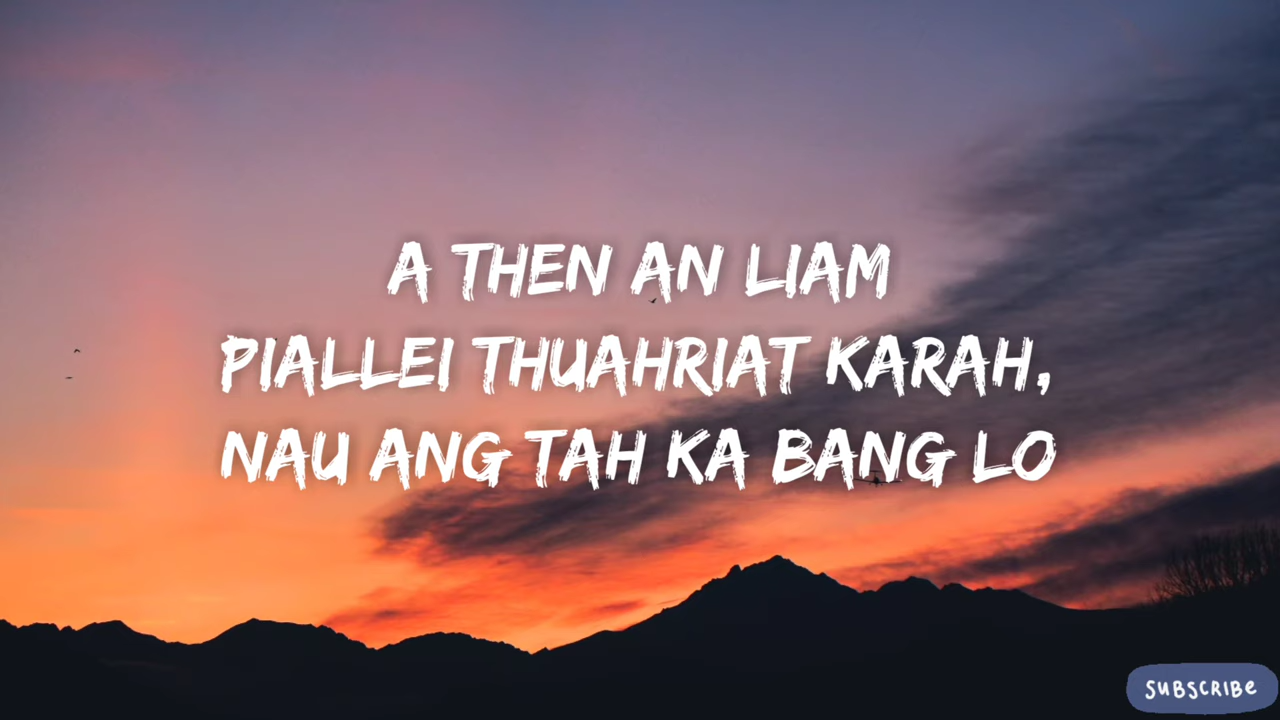 A THEN AN LIAM
PIALLEI THUAHRIAT KARAH,
NAU ANG TAH KA BANG LO
SUBSCRIBe